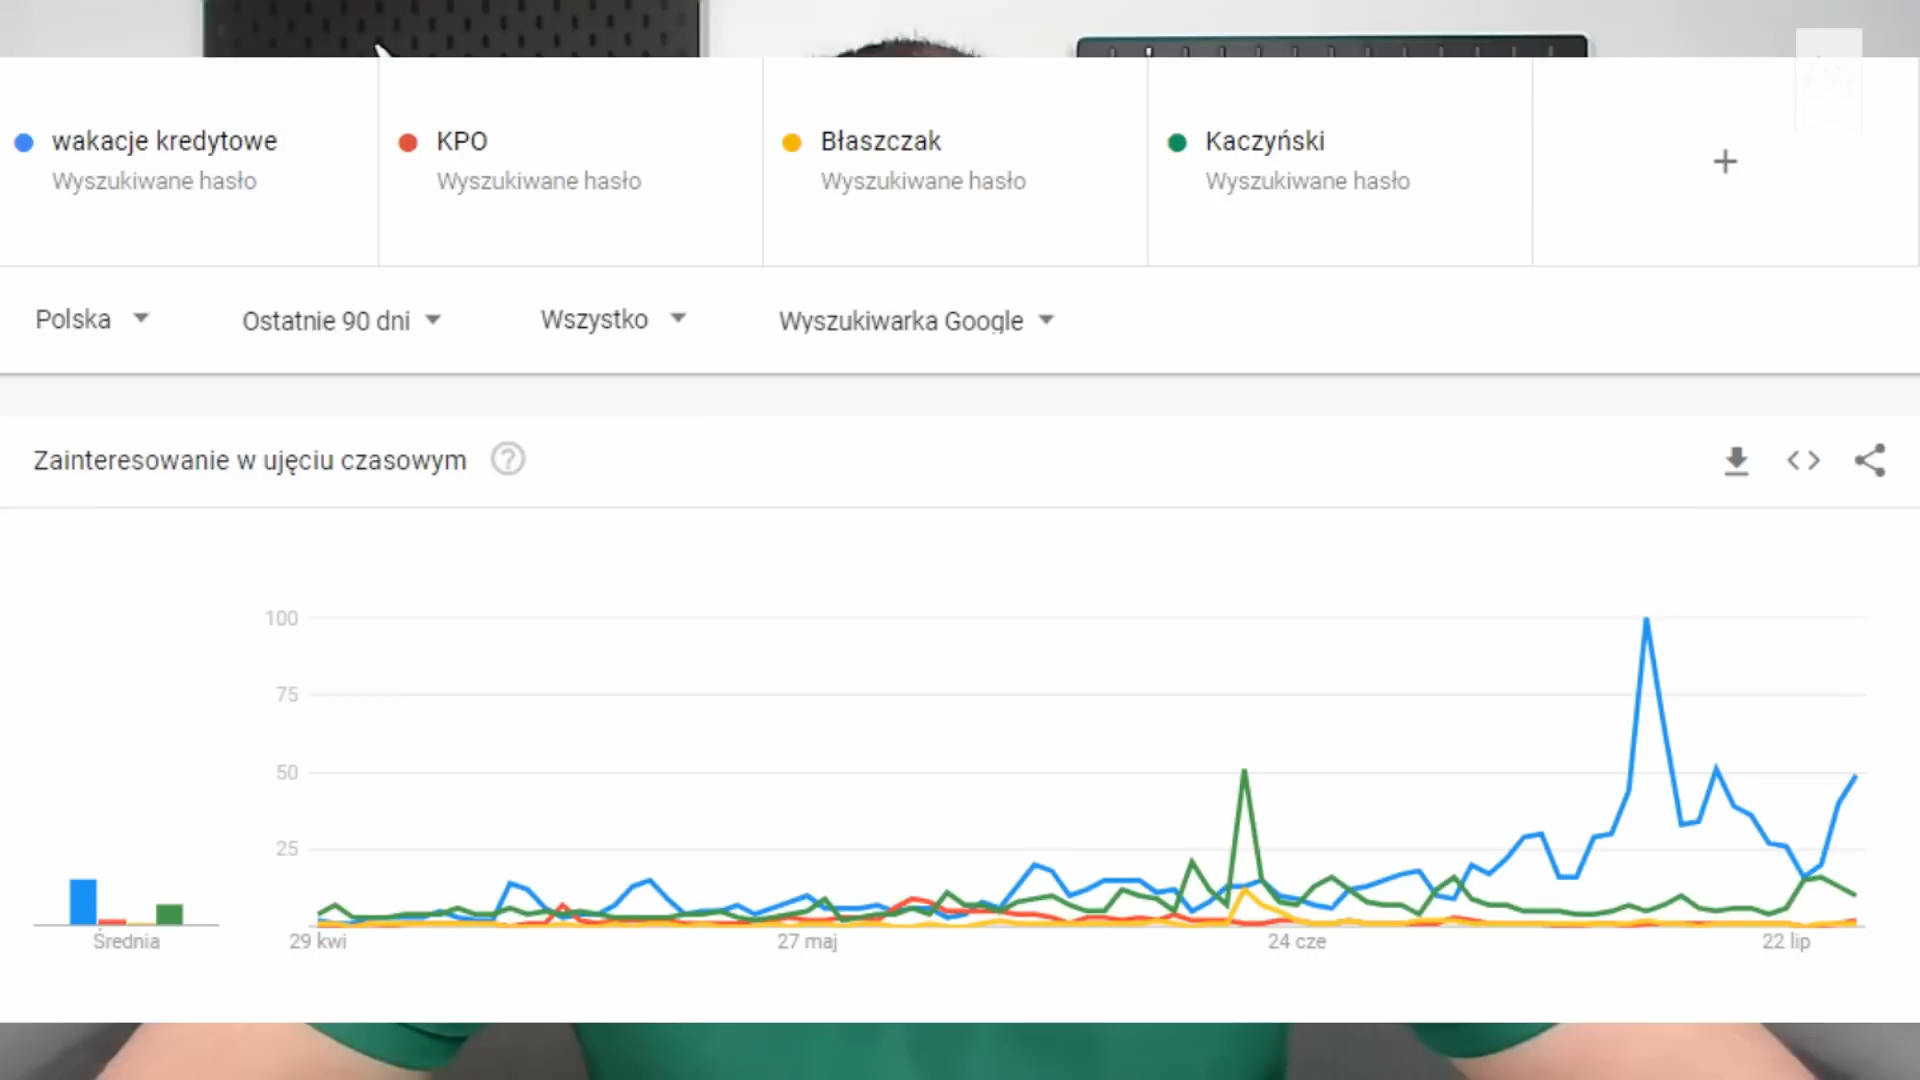 wakacje kredytowe
Wyszukiwane hasło
KPO
Wyszukiwane hasło
Błaszczak
Wyszukiwane hasło
Kaczyński
Wyszukiwane hasło
+
Polska
Ostatnie 90 dni
Wszystko
Wyszukiwarka Google
Zainteresowanie w ujęciu czasowym
?
100
75
50
25
Średnia
29 kwi
27 maj
24 cze
22 lip